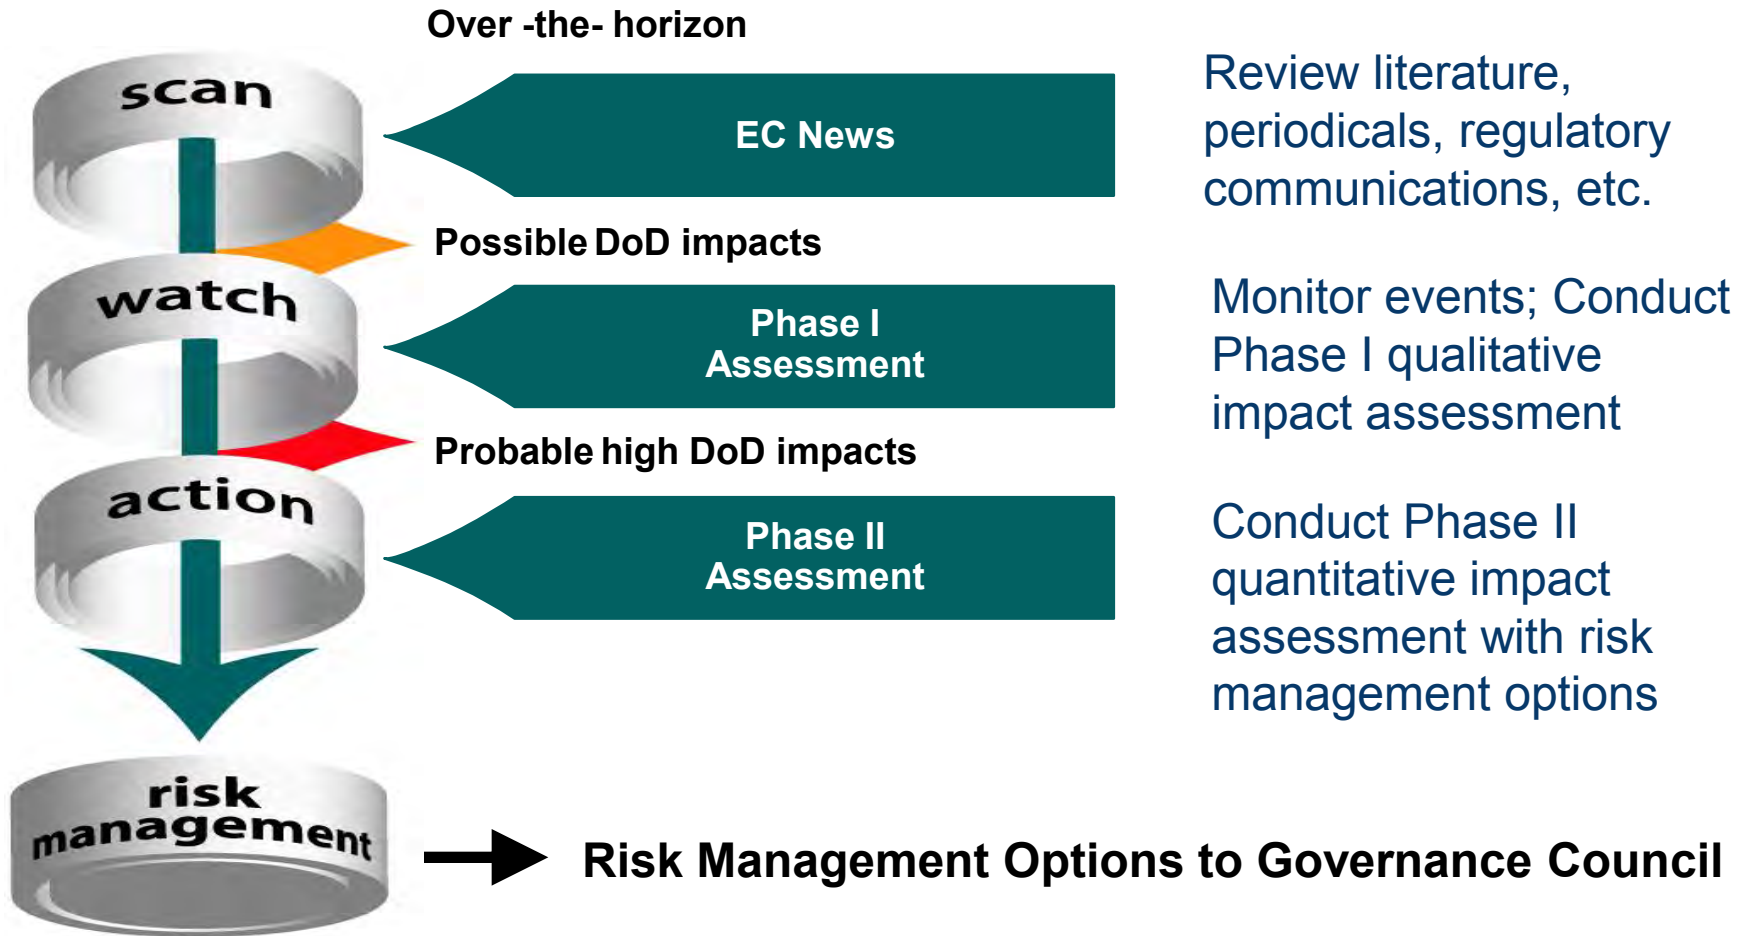 Over -the- horizon
scan
EC News
Review literature,
periodicals, regulatory
communications, etc.
Possible DoD impacts
watch
Phase I
Assessment
Monitor events; Conduct
Phase I qualitative
impact assessment
Probable high DoD impacts
action
Phase II
Assessment
Conduct Phase II
quantitative impact
assessment with risk
management options
risk
management
Risk Management Options to Governance Council